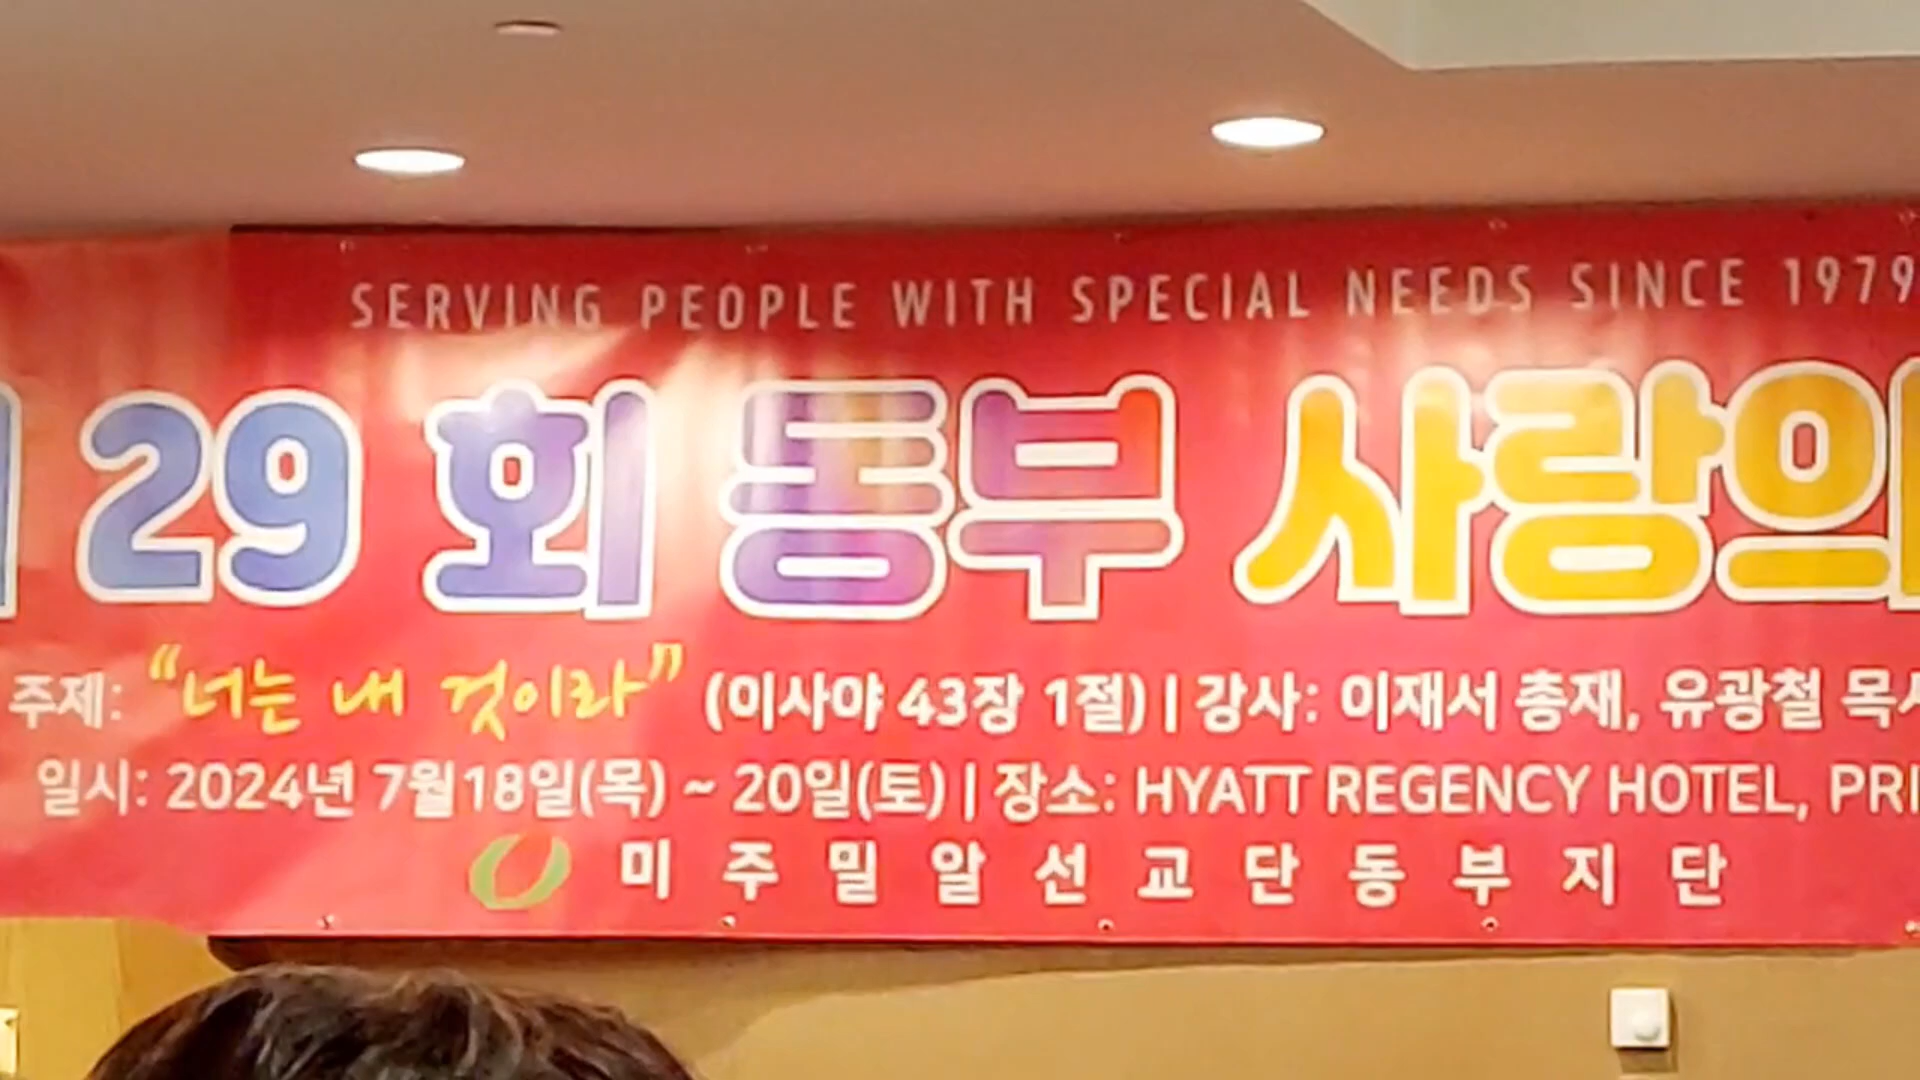 SERVING PEOPLE WITH SPECIAL NEEDS SINCE 1979
29 회 동부 사랑의
주제: “너는 내 것이라” (이사야 43장 1절) | 강사: 이재서 총재, 유광철 목사
일시: 2024년 7월18일(목) ~ 20일(토) | 장소: HYATT REGENCY HOTEL, PRI
미주밀알선교단동부지단